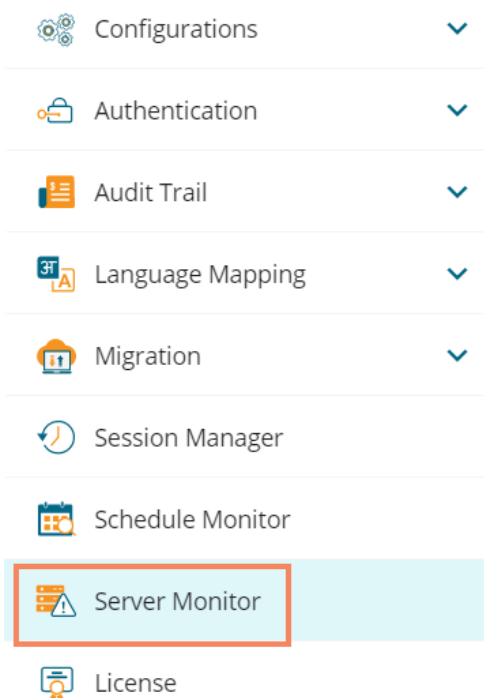 Configurations
Authentication
Audit Trail
अ
A
Language Mapping
Migration
Session Manager
Schedule Monitor
Server Monitor
License